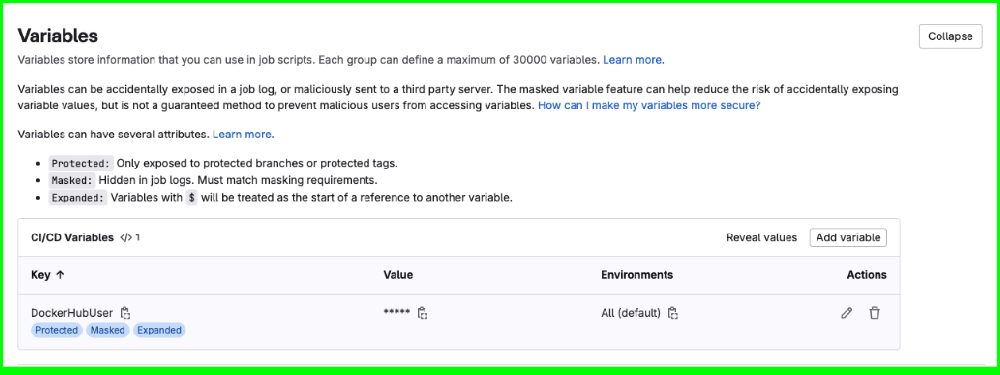 Variables
Collapse
Variables store information that you can use in job scripts. Each group can define a maximum of 30000 variables. Learn more.
Variables can be accidentally exposed in a job log, or maliciously sent to a third party server. The masked variable feature can help reduce the risk of accidentally exposing
variable values, but is not a guaranteed method to prevent malicious users from accessing variables. How can I make my variables more secure?
Variables can have several attributes. Learn more.
• Protected: Only exposed to protected branches or protected tags.
• Masked: Hidden in job logs. Must match masking requirements.
• Expanded: Variables with $ will be treated as the start of a reference to another variable.
CI/CD Variables </> 1 Reveal values Add variable
Key ↑ Value Environments Actions
DockerHubUser ***** All (default)
Protected Masked Expanded